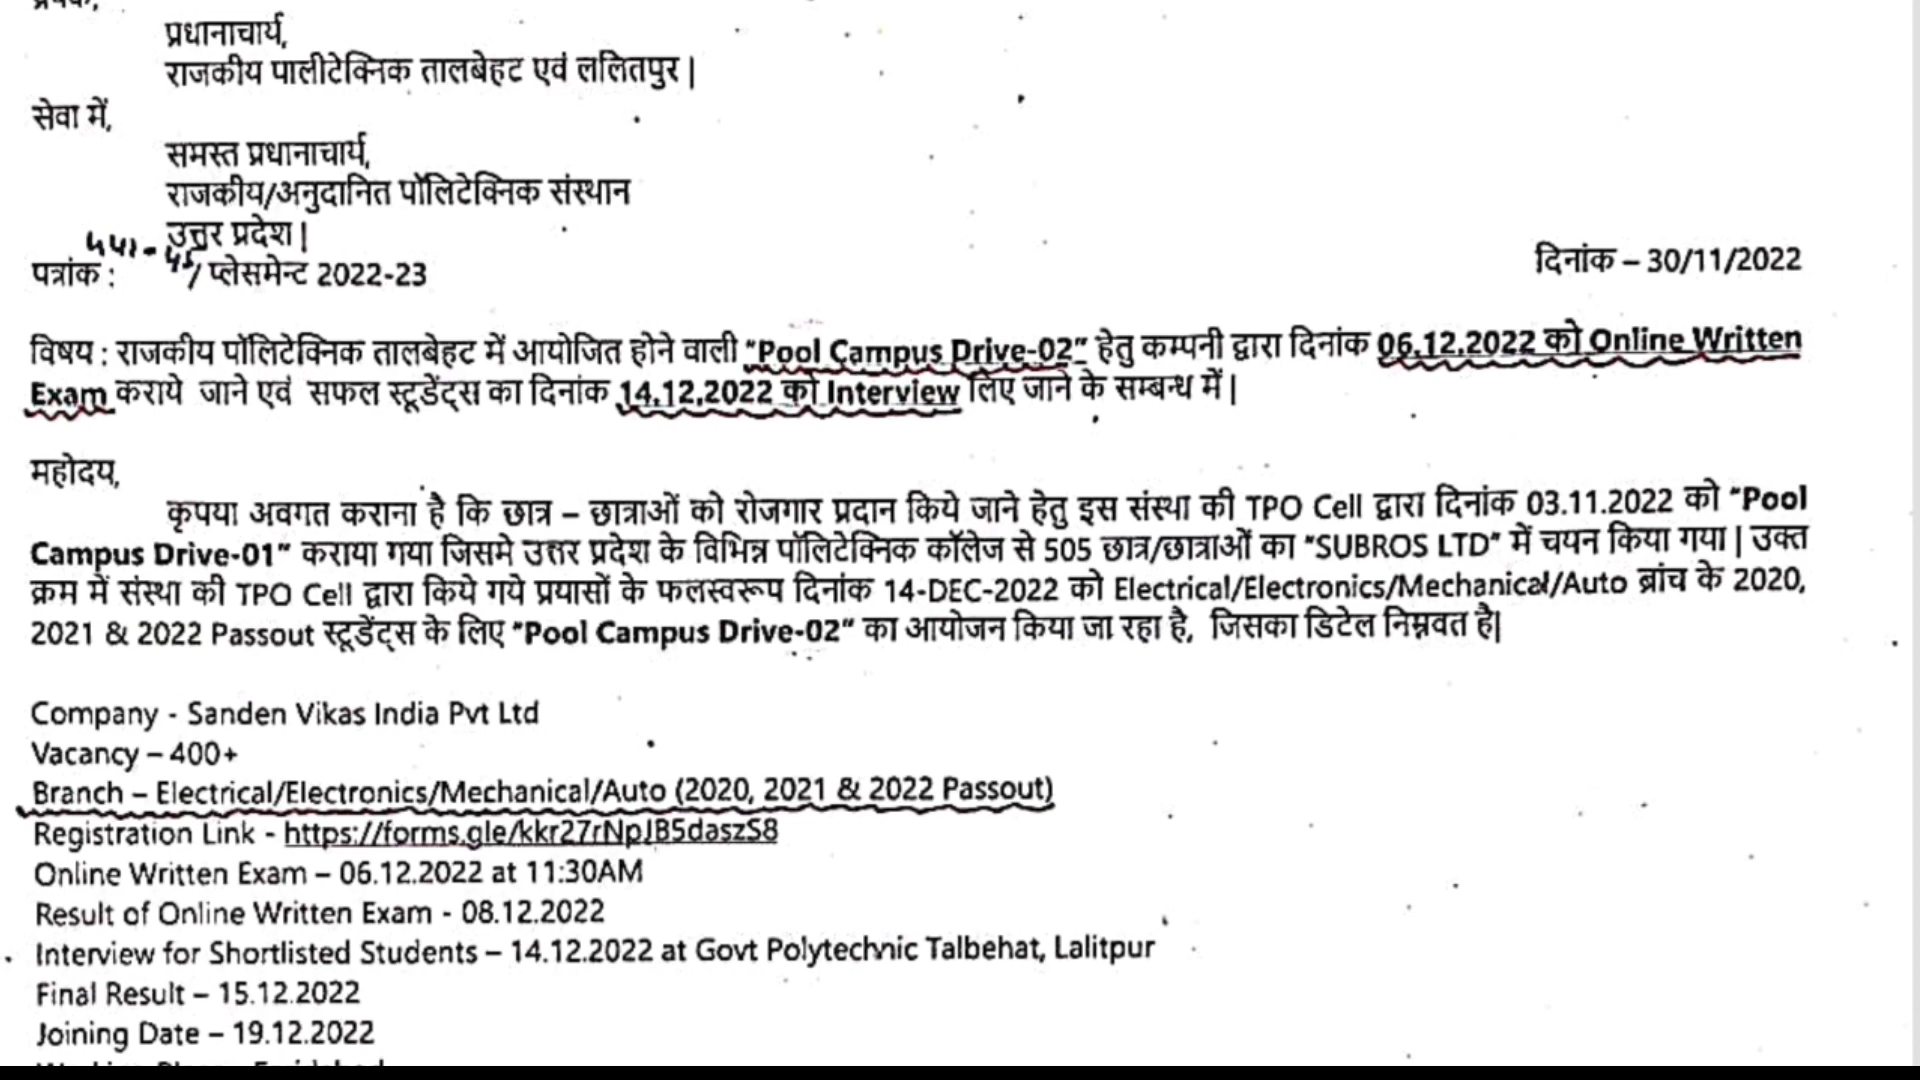 प्रधानाचार्य,
राजकीय पालीटेक्निक तालबेहट एवं ललितपुर |
सेवा में,
समस्त प्रधानाचार्य,
राजकीय/अनुदानित पॉलिटेक्निक संस्थान
उत्तर प्रदेश |
पत्रांक : / प्लेसमेन्ट 2022-23 दिनांक – 30/11/2022
विषय : राजकीय पॉलिटेक्निक तालबेहट में आयोजित होने वाली "Pool Campus Drive-02" हेतु कम्पनी द्वारा दिनांक 06.12.2022 को Online Written
Exam कराये जाने एवं सफल स्टूडेंट्स का दिनांक 14.12.2022 को Interview लिए जाने के सम्बन्ध में |
महोदय,
कृपया अवगत कराना है कि छात्र – छात्राओं को रोजगार प्रदान किये जाने हेतु इस संस्था की TPO Cell द्वारा दिनांक 03.11.2022 को "Pool
Campus Drive-01" कराया गया जिसमे उत्तर प्रदेश के विभिन्न पॉलिटेक्निक कॉलेज से 505 छात्र/छात्राओं का "SUBROS LTD" में चयन किया गया | उक्त
क्रम में संस्था की TPO Cell द्वारा किये गये प्रयासों के फलस्वरूप दिनांक 14-DEC-2022 को Electrical/Electronics/Mechanical/Auto ब्रांच के 2020,
2021 & 2022 Passout स्टूडेंट्स के लिए "Pool Campus Drive-02" का आयोजन किया जा रहा है, जिसका डिटेल निम्नवत है|
Company - Sanden Vikas India Pvt Ltd
Vacancy – 400+
Branch – Electrical/Electronics/Mechanical/Auto (2020, 2021 & 2022 Passout)
Registration Link - https://forms.gle/kkr27rNpJB5daszS8
Online Written Exam – 06.12.2022 at 11:30AM
Result of Online Written Exam - 08.12.2022
Interview for Shortlisted Students – 14.12.2022 at Govt Polytechnic Talbehat, Lalitpur
Final Result – 15.12.2022
Joining Date – 19.12.2022